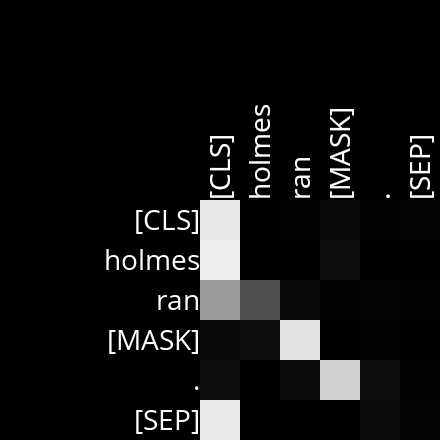 [CLS]
holmes
ran
[MASK]
.
[SEP]
[CLS]
holmes
ran
[MASK]
.
[SEP]